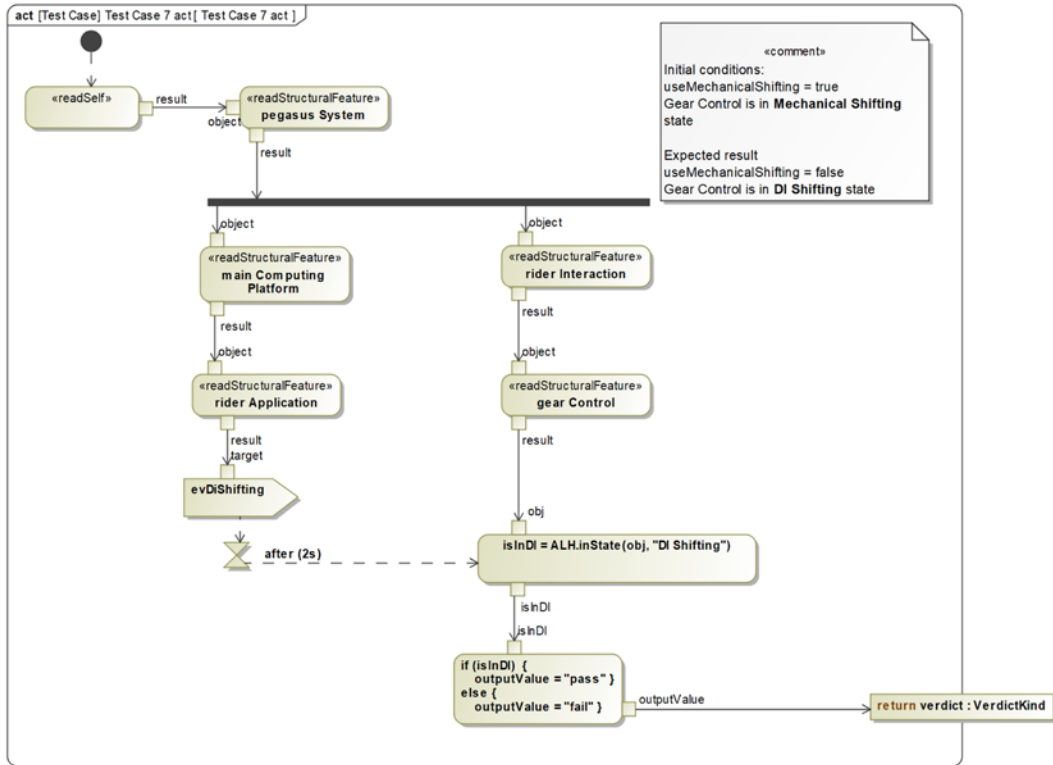 act [Test Case] Test Case 7 act[ Test Case 7 act ]
«comment»
Initial conditions:
useMechanicalShifting = true
Gear Control is in Mechanical Shifting
state
Expected result
useMechanicalShifting = false
Gear Control is in DI Shifting state
«readSelf»
result
object
«readStructuralFeature»
pegasus System
result
object
«readStructuralFeature»
main Computing
Platform
result
object
«readStructuralFeature»
rider Application
result
target
evDiShifting
after (2s)
object
«readStructuralFeature»
rider Interaction
result
object
«readStructuralFeature»
gear Control
result
obj
isInDI = ALH.inState(obj, "DI Shifting")
isInDI
isInDI
if (isInDI) {
outputValue = "pass" }
else {
outputValue = "fail" }
outputValue
return verdict : VerdictKind